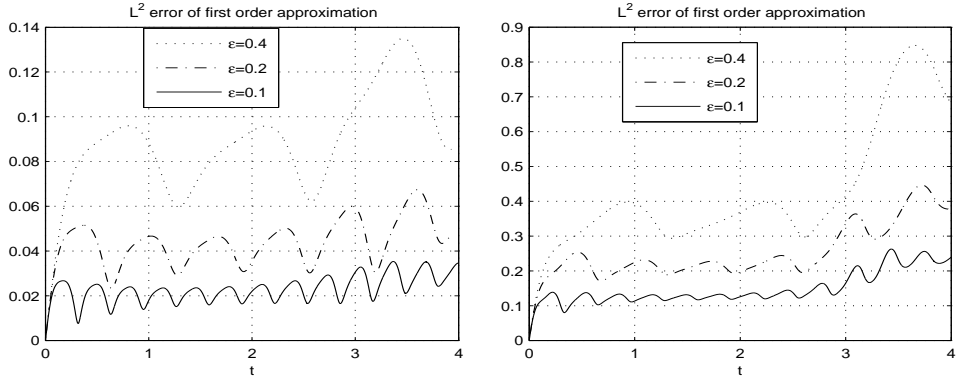 L² error of first order approximation
0.14
0.12
0.1
0.08
0.06
0.04
0.02
0
ε=0.4
ε=0.2
ε=0.1
0 1 2 3 4
t
L² error of first order approximation
0.9
0.8
0.7
0.6
0.5
0.4
0.3
0.2
0.1
0
ε=0.4
ε=0.2
ε=0.1
0 1 2 3 4
t